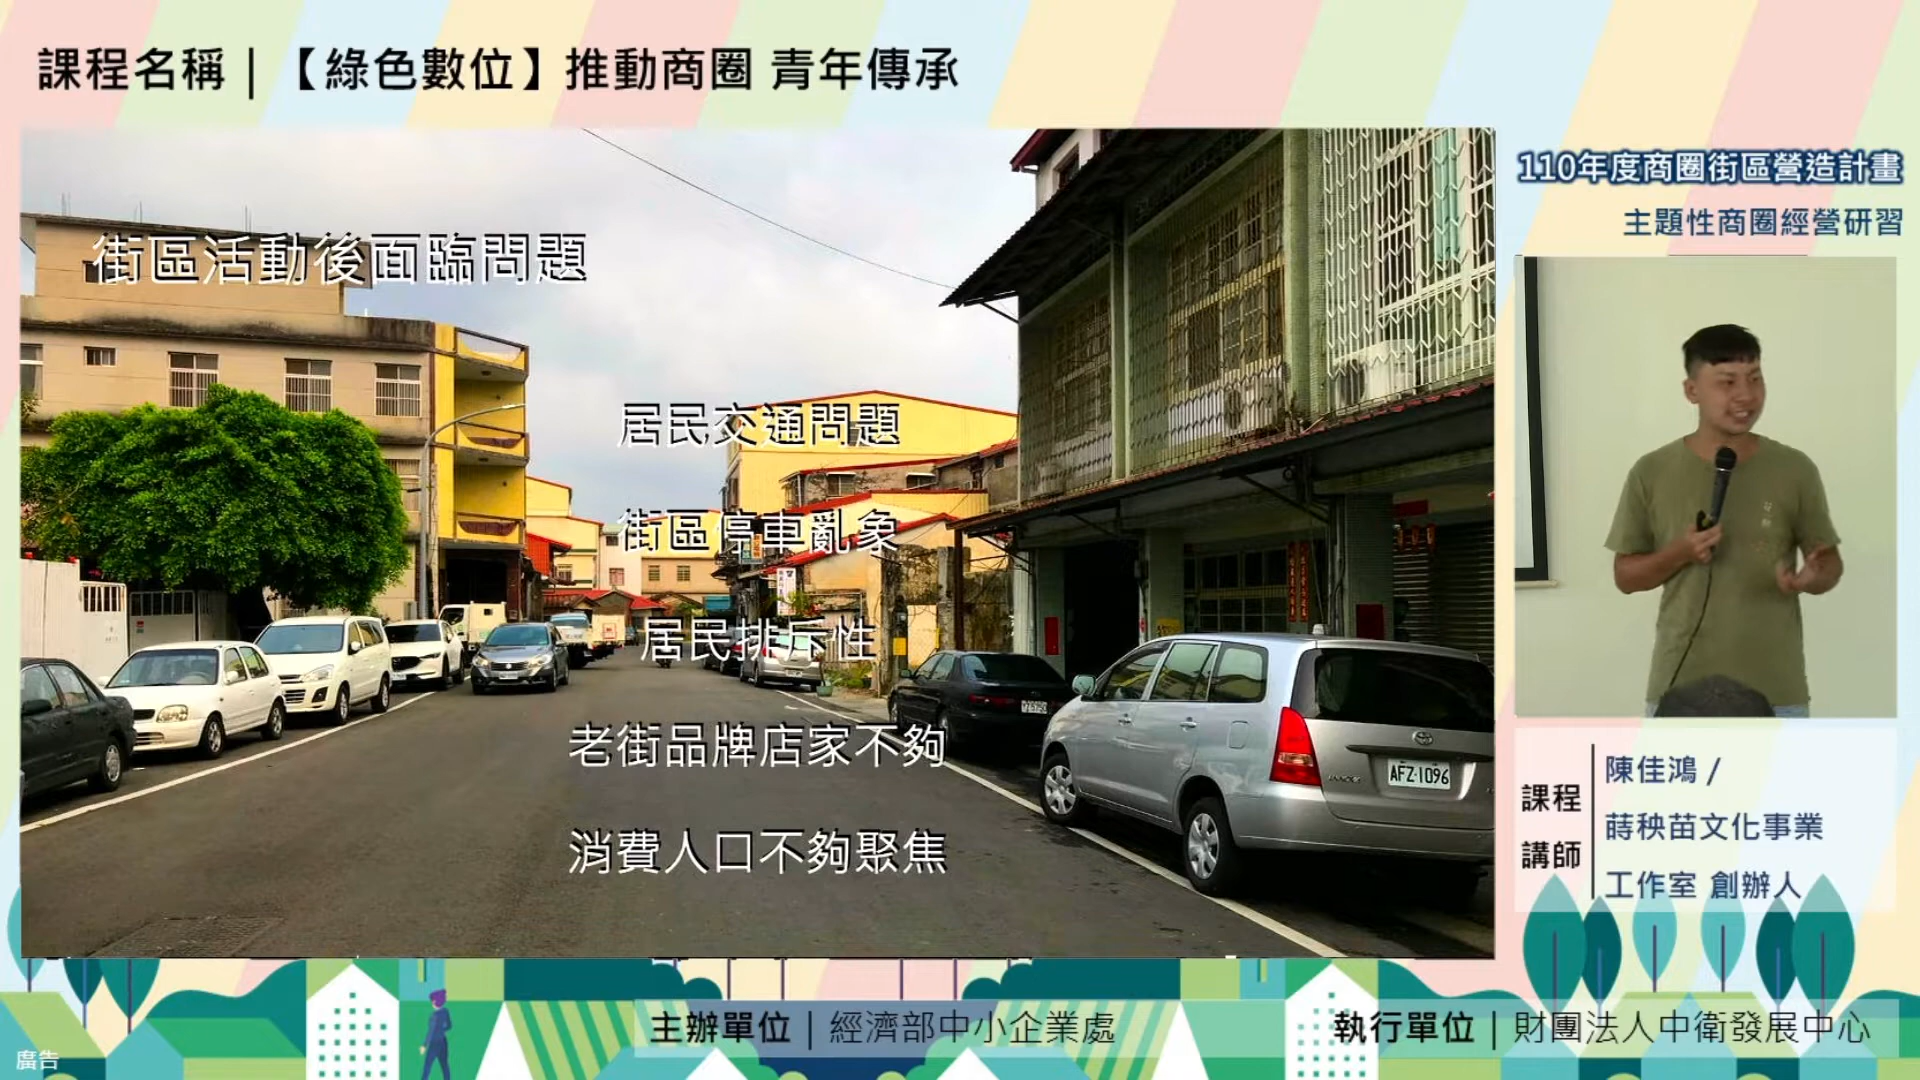 課程名稱｜【綠色數位】推動商圈 青年傳承
110年度商圈街區營造計畫
主題性商圈經營研習
街區活動後面臨問題
居民交通問題
街區停車亂象
居民排斥性
老街品牌店家不夠
消費人口不夠聚焦
AFZ-1096
課程
講師
陳佳鴻 /
蒔秧苗文化事業
工作室 創辦人
主辦單位｜經濟部中小企業處
執行單位｜財團法人中衛發展中心
廣告